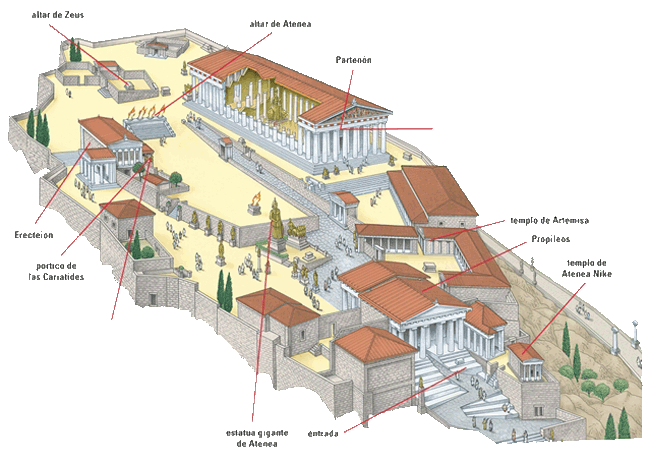 altar de Zeus
altar de Atenea
Partenón
templo de Artemisa
Propileos
templo de
Atenea Nike
Erecteion
pórtico de
las Cariátides
estatua gigante
de Atenea
entrada